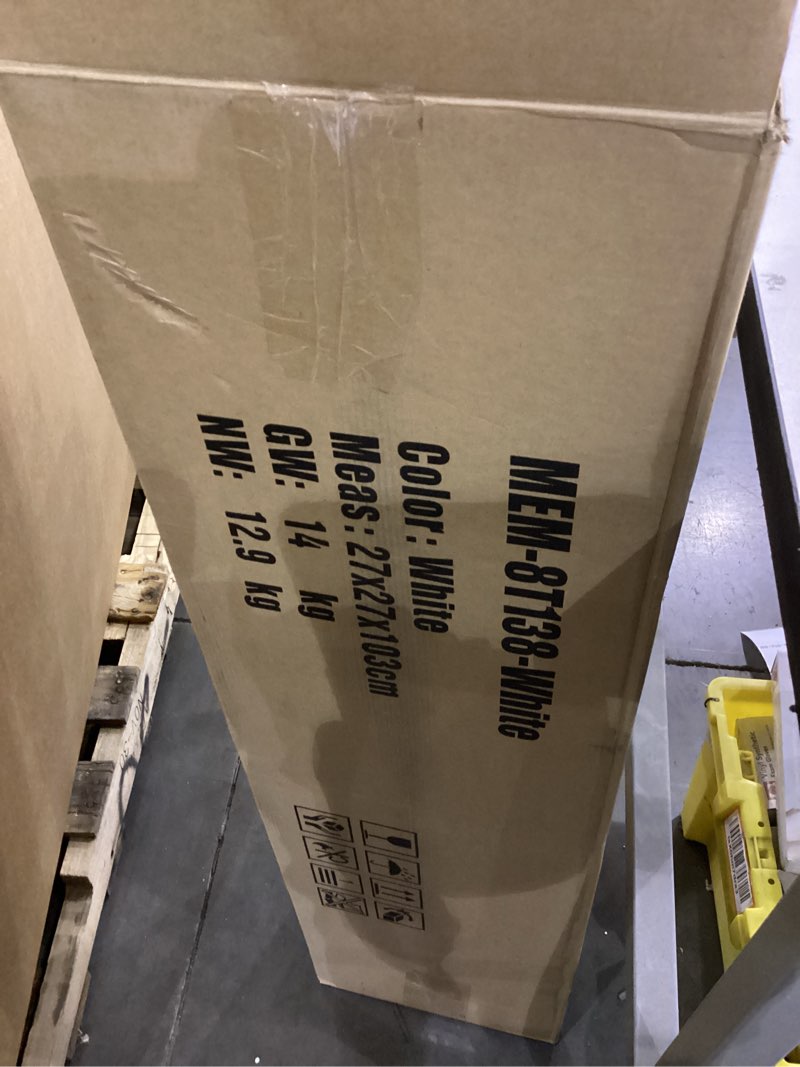 MEM-8T138-White
Color: White
Meas: 27x27x103cm
GW: 14 kg
NW: 12.9 kg